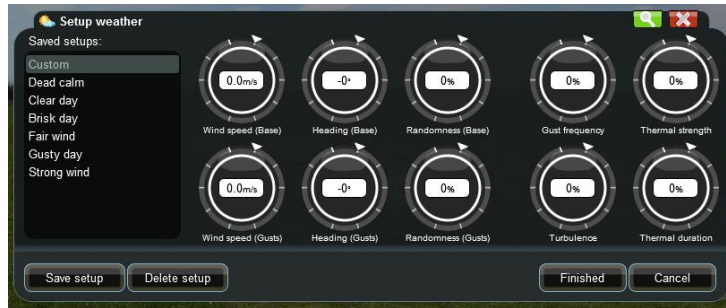 Setup weather
Saved setups:
Custom
Dead calm
Clear day
Brisk day
Fair wind
Gusty day
Strong wind
0.0m/s
-0°
0%
0%
0%
Wind speed (Base)
Heading (Base)
Randomness (Base)
Gust frequency
Thermal strength
0.0m/s
-0°
0%
0%
0%
Wind speed (Gusts)
Heading (Gusts)
Randomness (Gusts)
Turbulence
Thermal duration
Save setup
Delete setup
Finished
Cancel